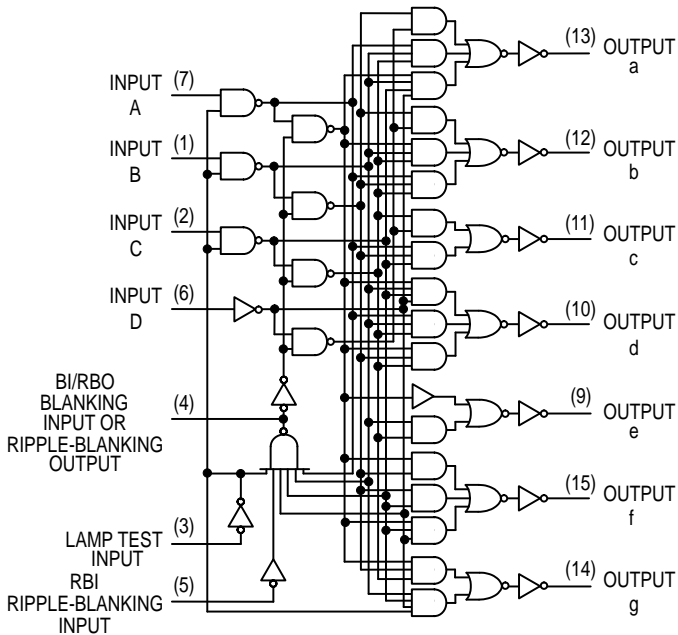 INPUT
A
(7)
INPUT
B
(1)
INPUT
C
(2)
INPUT
D
(6)
BI/RBO
BLANKING
INPUT OR
RIPPLE-BLANKING
OUTPUT
(4)
LAMP TEST
INPUT
(3)
RBI
RIPPLE-BLANKING
INPUT
(5)
(13)
OUTPUT
a
(12)
OUTPUT
b
(11)
OUTPUT
c
(10)
OUTPUT
d
(9)
OUTPUT
e
(15)
OUTPUT
f
(14)
OUTPUT
g